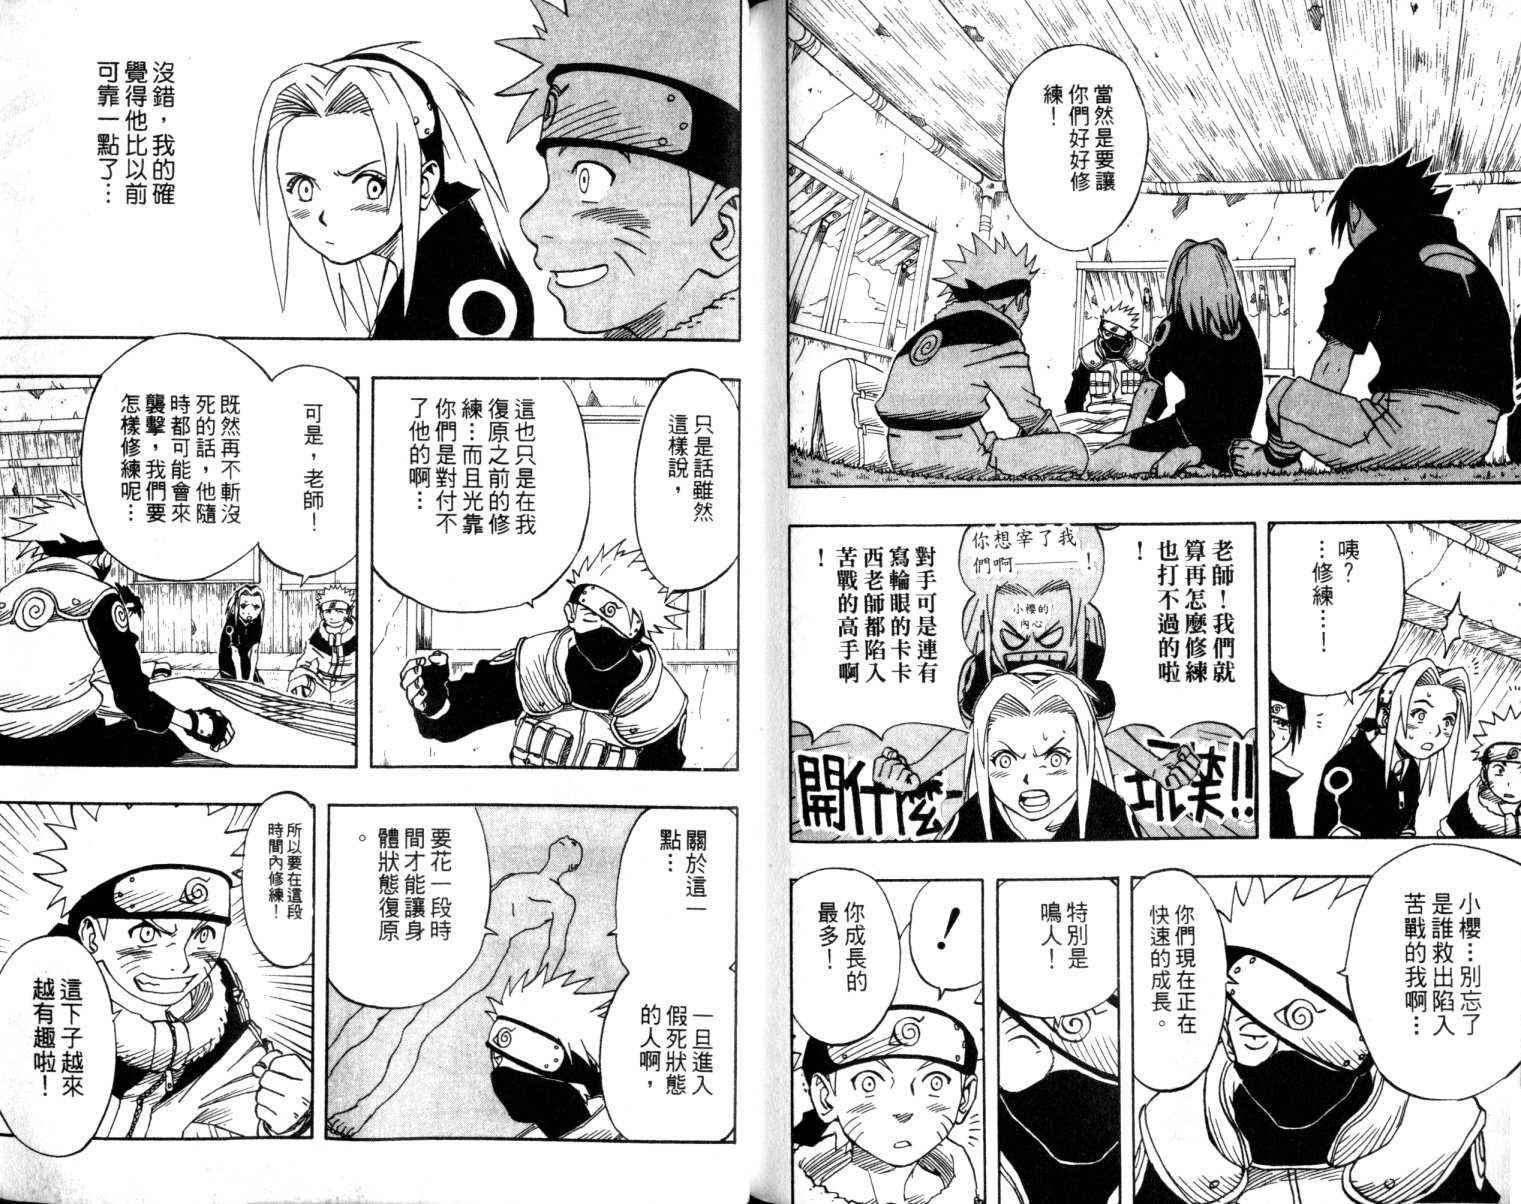 當然是要讓
你們好好修
練！
咦？
…修練…！
老師！我們就
算再怎麼修練
也打不過的啦
！
你想宰了我
們啊───！
小櫻的
內心
對手可是連有
寫輪眼的卡卡
西老師都陷入
苦戰的高手啊
！
開什麼
玩笑!!
小櫻…別忘了
是誰救出陷入
苦戰的我啊…
你們現在正在
快速的成長。
特別是
鳴人！
！
你成長的
最多！
沒錯，我的確
覺得他比以前
可靠一點了…
只是話雖然
這樣說，
這也只是在我
復原之前的修
練…而且光靠
你們是對付不
了他的啊…
可是，老師！
既然再不斬沒
死的話，他隨
時都可能會來
襲擊，我們要
怎樣修練呢…
關於這一
點…
一旦進入
假死狀態
的人啊，
要花一段時
間才能讓身
體狀態復原
。
所以要在這段
時間內修練！
這下子越來
越有趣啦！